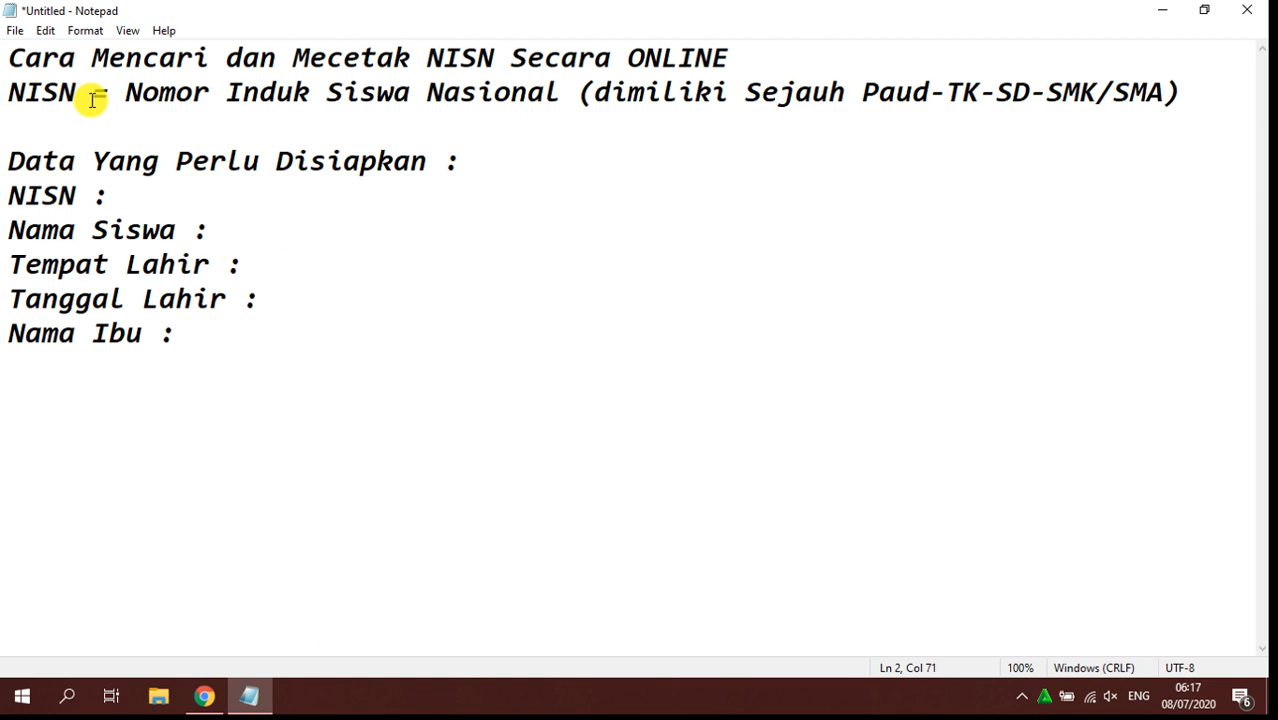 *Untitled - Notepad
File Edit Format View Help
Cara Mencari dan Mecetak NISN Secara ONLINE
NISN = Nomor Induk Siswa Nasional (dimiliki Sejauh Paud-TK-SD-SMK/SMA)
Data Yang Perlu Disiapkan :
NISN :
Nama Siswa :
Tempat Lahir :
Tanggal Lahir :
Nama Ibu :
Ln 2, Col 71 100% Windows (CRLF) UTF-8
ENG 06:17 6
08/07/2020